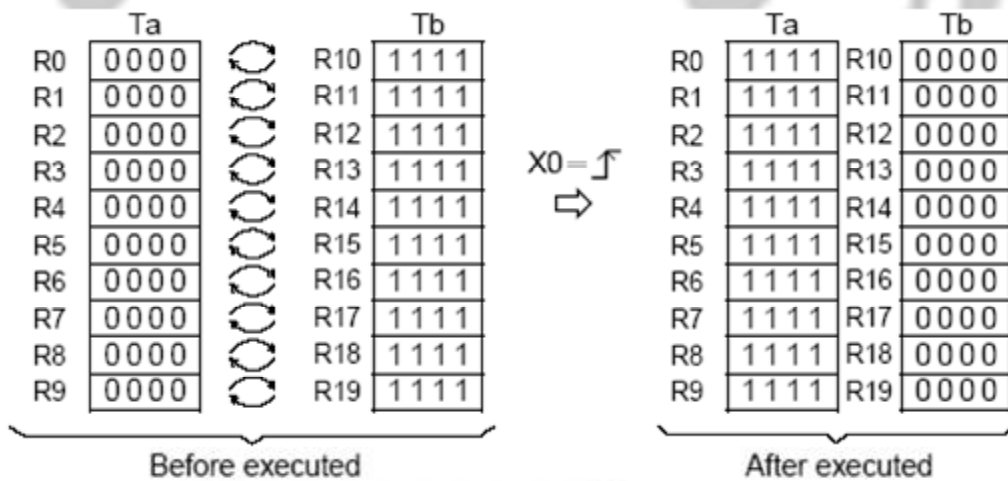 Ta Tb Ta Tb
R0 0000 R10 1111 R0 1111 R10 0000
R1 0000 R11 1111 R1 1111 R11 0000
R2 0000 R12 1111 R2 1111 R12 0000
R3 0000 R13 1111 X0= R3 1111 R13 0000
R4 0000 R14 1111 R4 1111 R14 0000
R5 0000 R15 1111 R5 1111 R15 0000
R6 0000 R16 1111 R6 1111 R16 0000
R7 0000 R17 1111 R7 1111 R17 0000
R8 0000 R18 1111 R8 1111 R18 0000
R9 0000 R19 1111 R9 1111 R19 0000
Before executed After executed